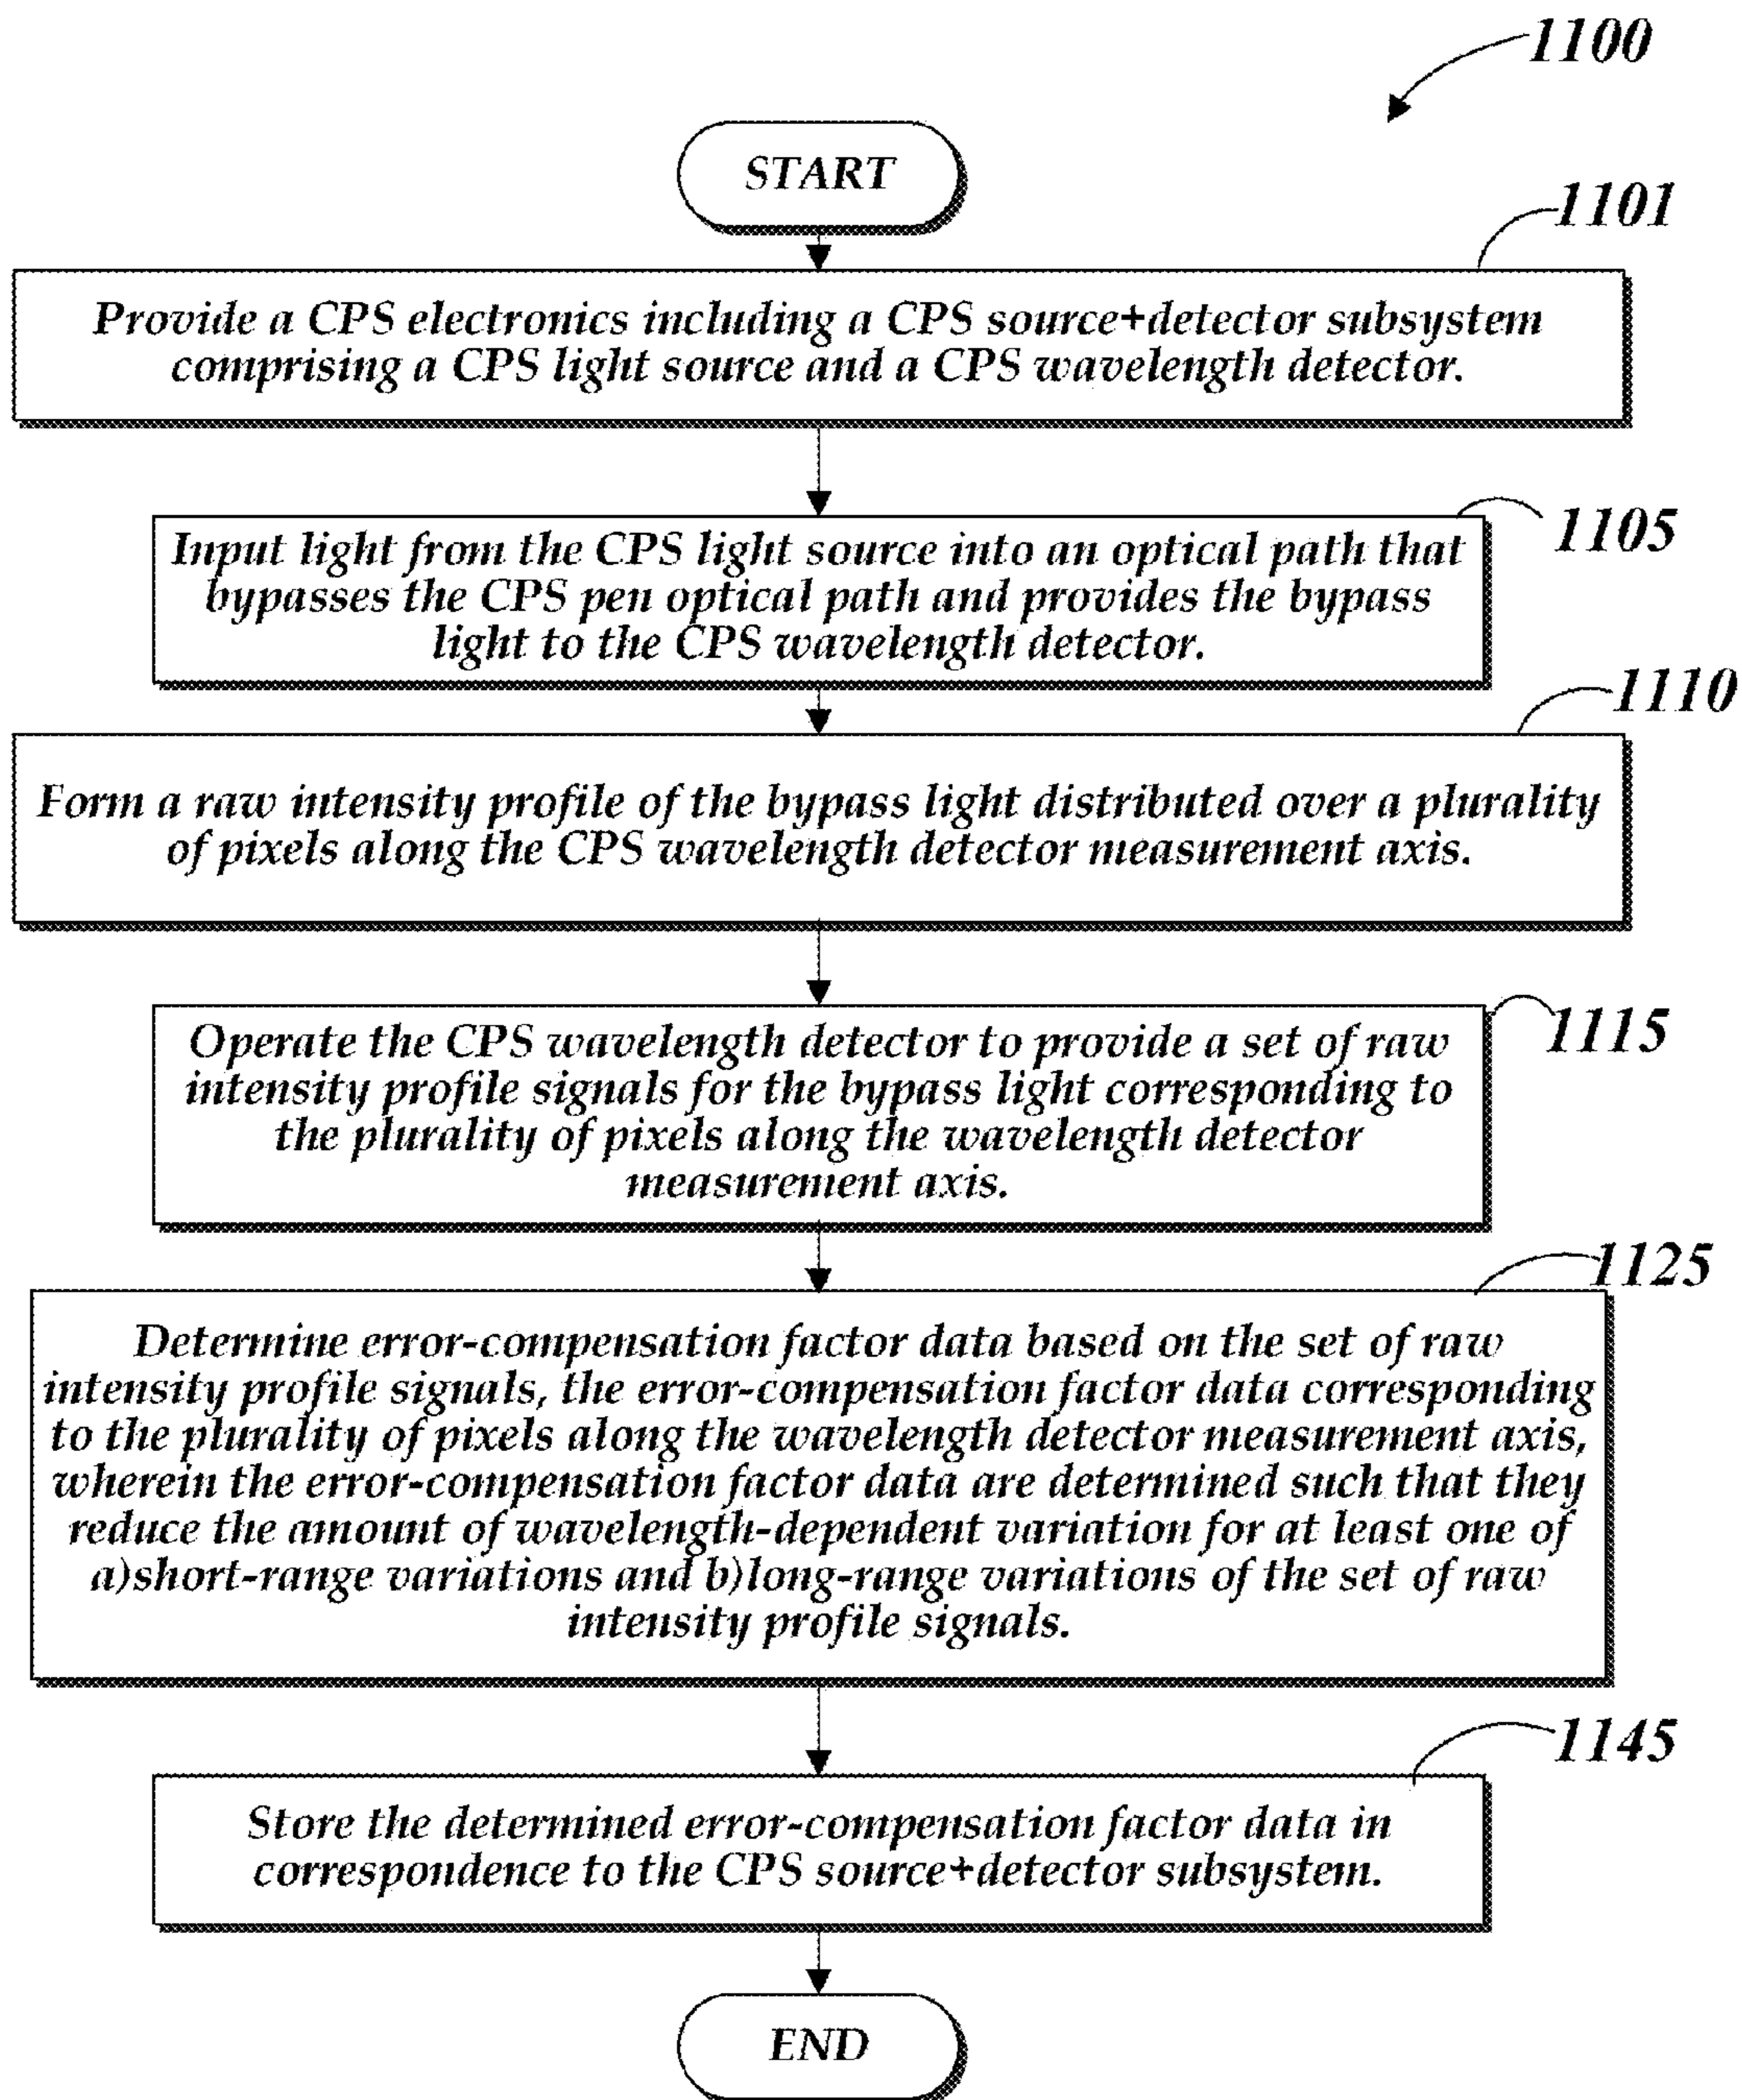 1100
START
1101
Provide a CPS electronics including a CPS source+detector subsystem
comprising a CPS light source and a CPS wavelength detector.
1105
Input light from the CPS light source into an optical path that
bypasses the CPS pen optical path and provides the bypass
light to the CPS wavelength detector.
1110
Form a raw intensity profile of the bypass light distributed over a plurality
of pixels along the CPS wavelength detector measurement axis.
1115
Operate the CPS wavelength detector to provide a set of raw
intensity profile signals for the bypass light corresponding to
the plurality of pixels along the wavelength detector
measurement axis.
1125
Determine error-compensation factor data based on the set of raw
intensity profile signals, the error-compensation factor data corresponding
to the plurality of pixels along the wavelength detector measurement axis,
wherein the error-compensation factor data are determined such that they
reduce the amount of wavelength-dependent variation for at least one of
a)short-range variations and b)long-range variations of the set of raw
intensity profile signals.
1145
Store the determined error-compensation factor data in
correspondence to the CPS source+detector subsystem.
END